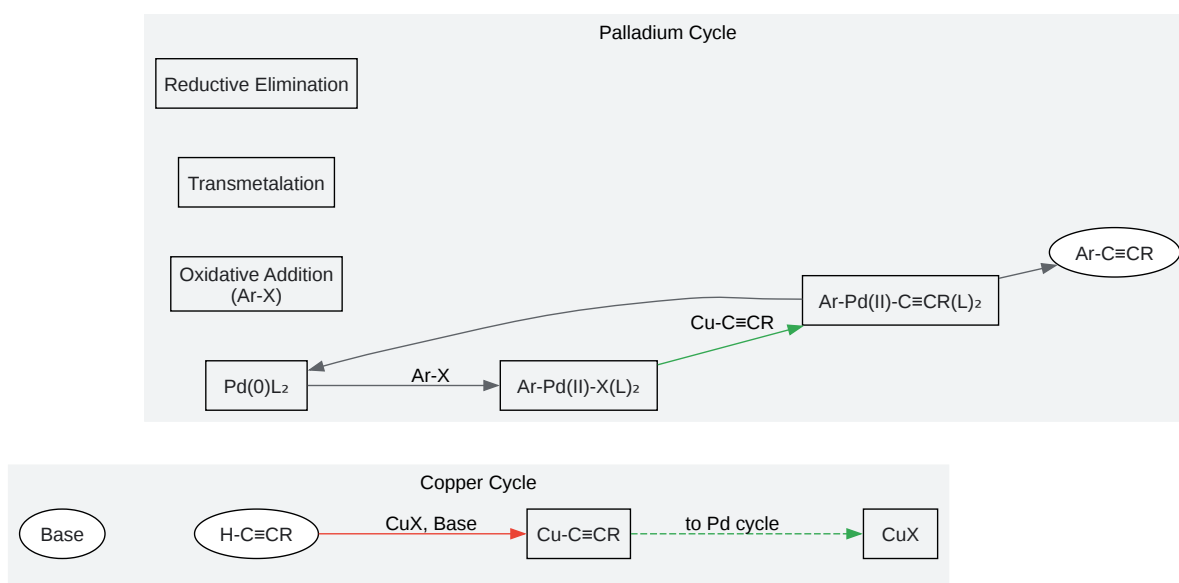 Palladium Cycle
Reductive Elimination
Transmetalation
Oxidative Addition
(Ar-X)
Ar-C≡CR
Ar-Pd(II)-C≡CR(L)₂
Cu-C≡CR
Pd(0)L₂
Ar-X
Ar-Pd(II)-X(L)₂
Copper Cycle
Base
H-C≡CR
CuX, Base
Cu-C≡CR
to Pd cycle
CuX